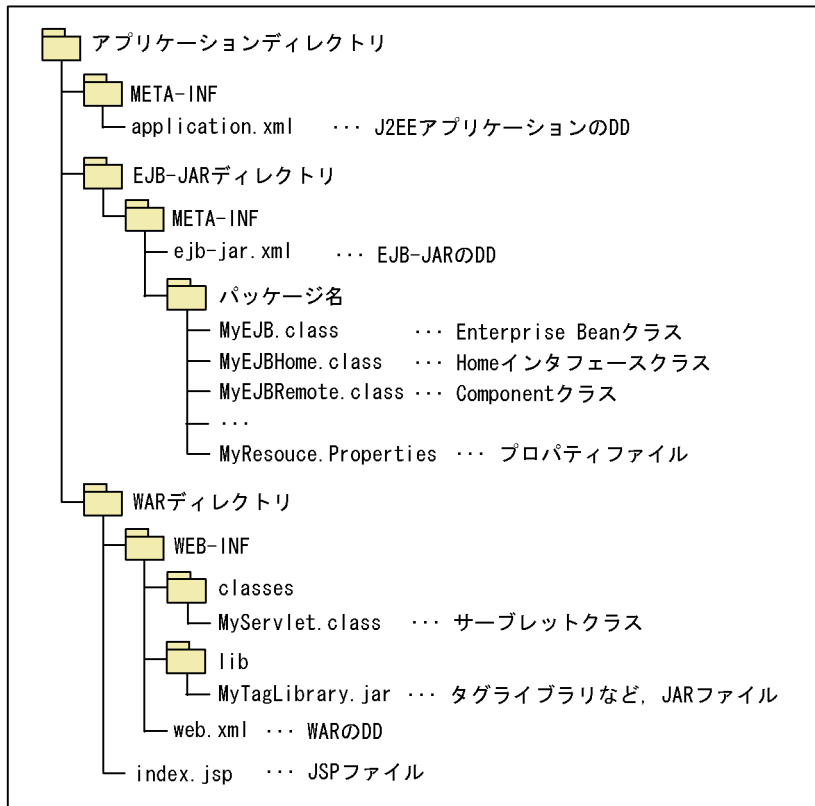 アプリケーションディレクトリ
META-INF
application.xml ··· J2EEアプリケーションのDD
EJB-JARディレクトリ
META-INF
ejb-jar.xml ··· EJB-JARのDD
パッケージ名
MyEJB.class ··· Enterprise Beanクラス
MyEJBHome.class ··· Homeインタフェースクラス
MyEJBRemote.class ··· Componentクラス
···
MyResouce.Properties ··· プロパティファイル
WARディレクトリ
WEB-INF
classes
MyServlet.class ··· サーブレットクラス
lib
MyTagLibrary.jar ··· タグライブラリなど, JARファイル
web.xml ··· WARのDD
index.jsp ··· JSPファイル